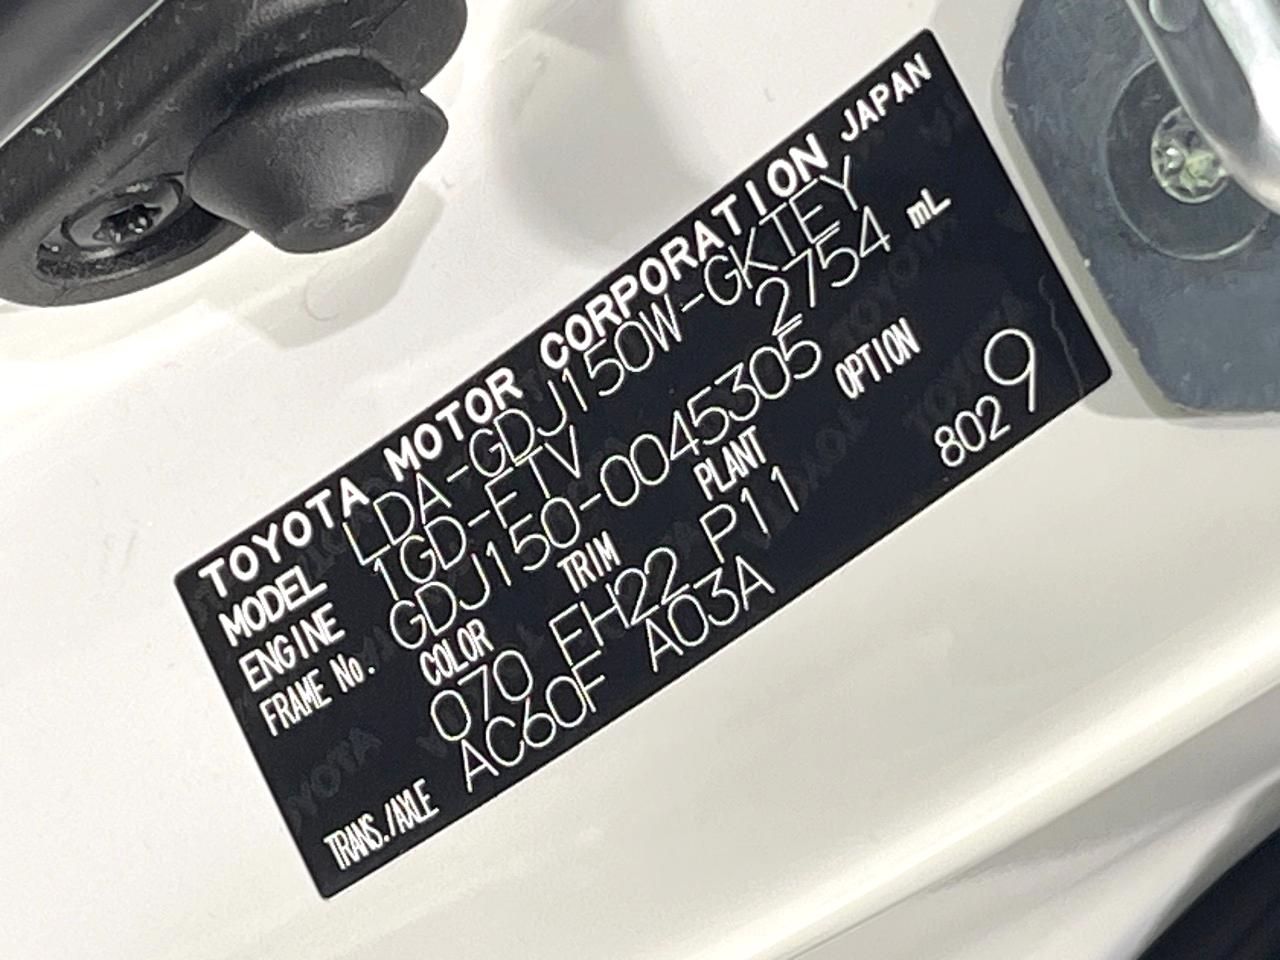 TOYOTA MOTOR CORPORATION JAPAN
MODEL LDA-GDJ150W-GKTEY
ENGINE 1GD-FTV 2754 mL
FRAME No. GDJ150-0045305
COLOR TRIM PLANT OPTION
070 EH22 P11 9
TRANS./AXLE AC60F A03A 802